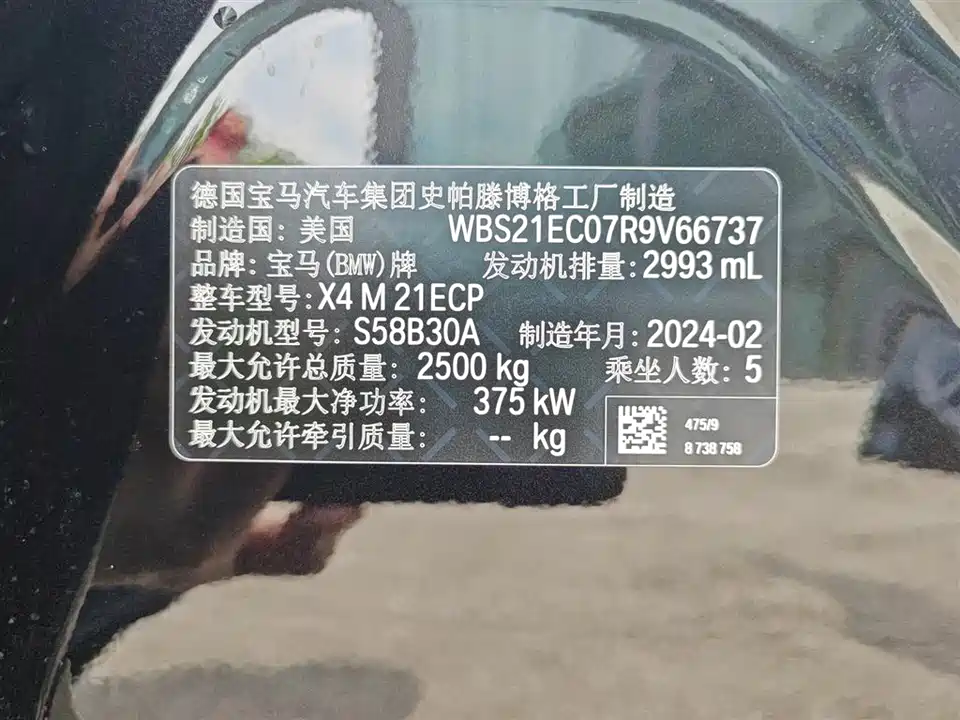 德国宝马汽车集团史帕滕博格工厂制造
制造国：美国 WBS21EC07R9V66737
品牌：宝马(BMW)牌 发动机排量：2993 mL
整车型号：X4 M 21ECP
发动机型号：S58B30A 制造年月：2024-02
最大允许总质量：2500 kg 乘坐人数：5
发动机最大净功率：375 kW
最大允许牵引质量：-- kg
475/9
8 738 758